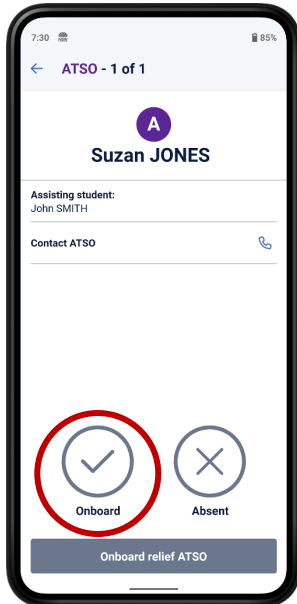 7:30 85%
ATSO - 1 of 1
A
Suzan JONES
Assisting student:
John SMITH
Contact ATSO
Onboard Absent
Onboard relief ATSO